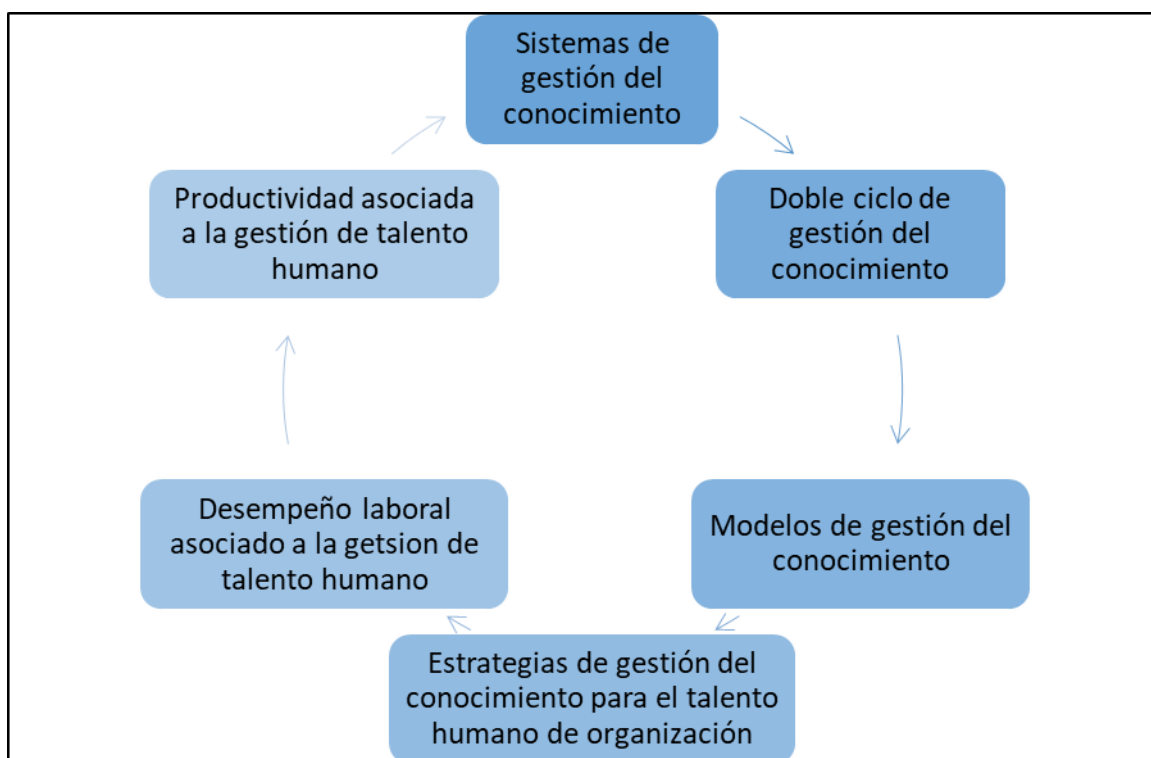 Sistemas de
gestión del
conocimiento
Doble ciclo de
gestión del
conocimiento
Modelos de gestión del
conocimiento
Estrategias de gestión del
conocimiento para el talento
humano de organización
Desempeño laboral
asociado a la getsion de
talento humano
Productividad asociada
a la gestión de talento
humano